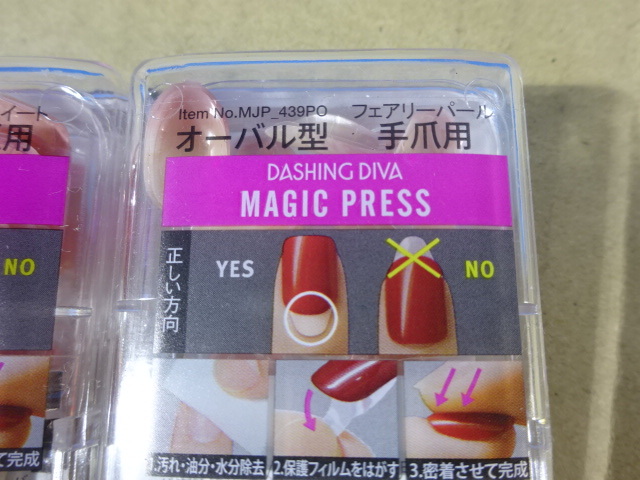 イート
用
NO
て完成
Item No.MJP_439PO フェアリーパール
オーバル型 手爪用
DASHING DIVA
MAGIC PRESS
正しい方向
YES
NO
1.汚れ・油分・水分除去
2.保護フィルムをはがす
3.密着させて完成